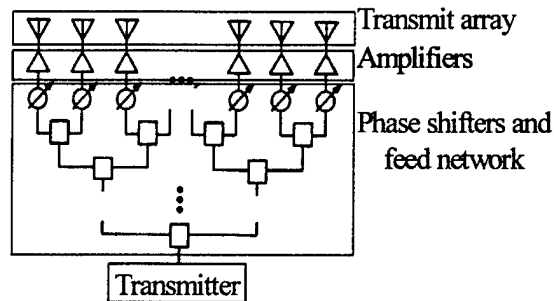 Transmit array
Amplifiers
Phase shifters and
feed network
Transmitter